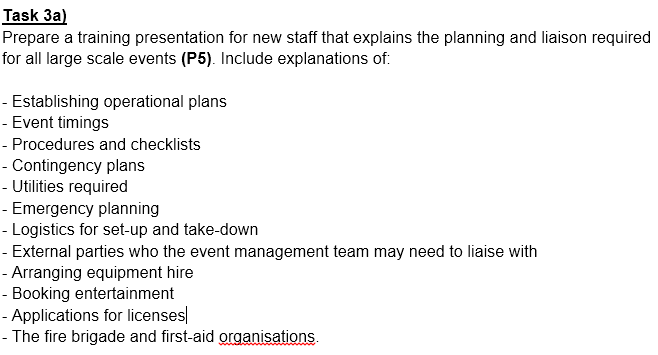 Task 3a)
Prepare a training presentation for new staff that explains the planning and liaison required
for all large scale events (P5). Include explanations of:
- Establishing operational plans
- Event timings
- Procedures and checklists
- Contingency plans
- Utilities required
- Emergency planning
- Logistics for set-up and take-down
- External parties who the event management team may need to liaise with
- Arranging equipment hire
- Booking entertainment
- Applications for licenses
- The fire brigade and first-aid organisations.